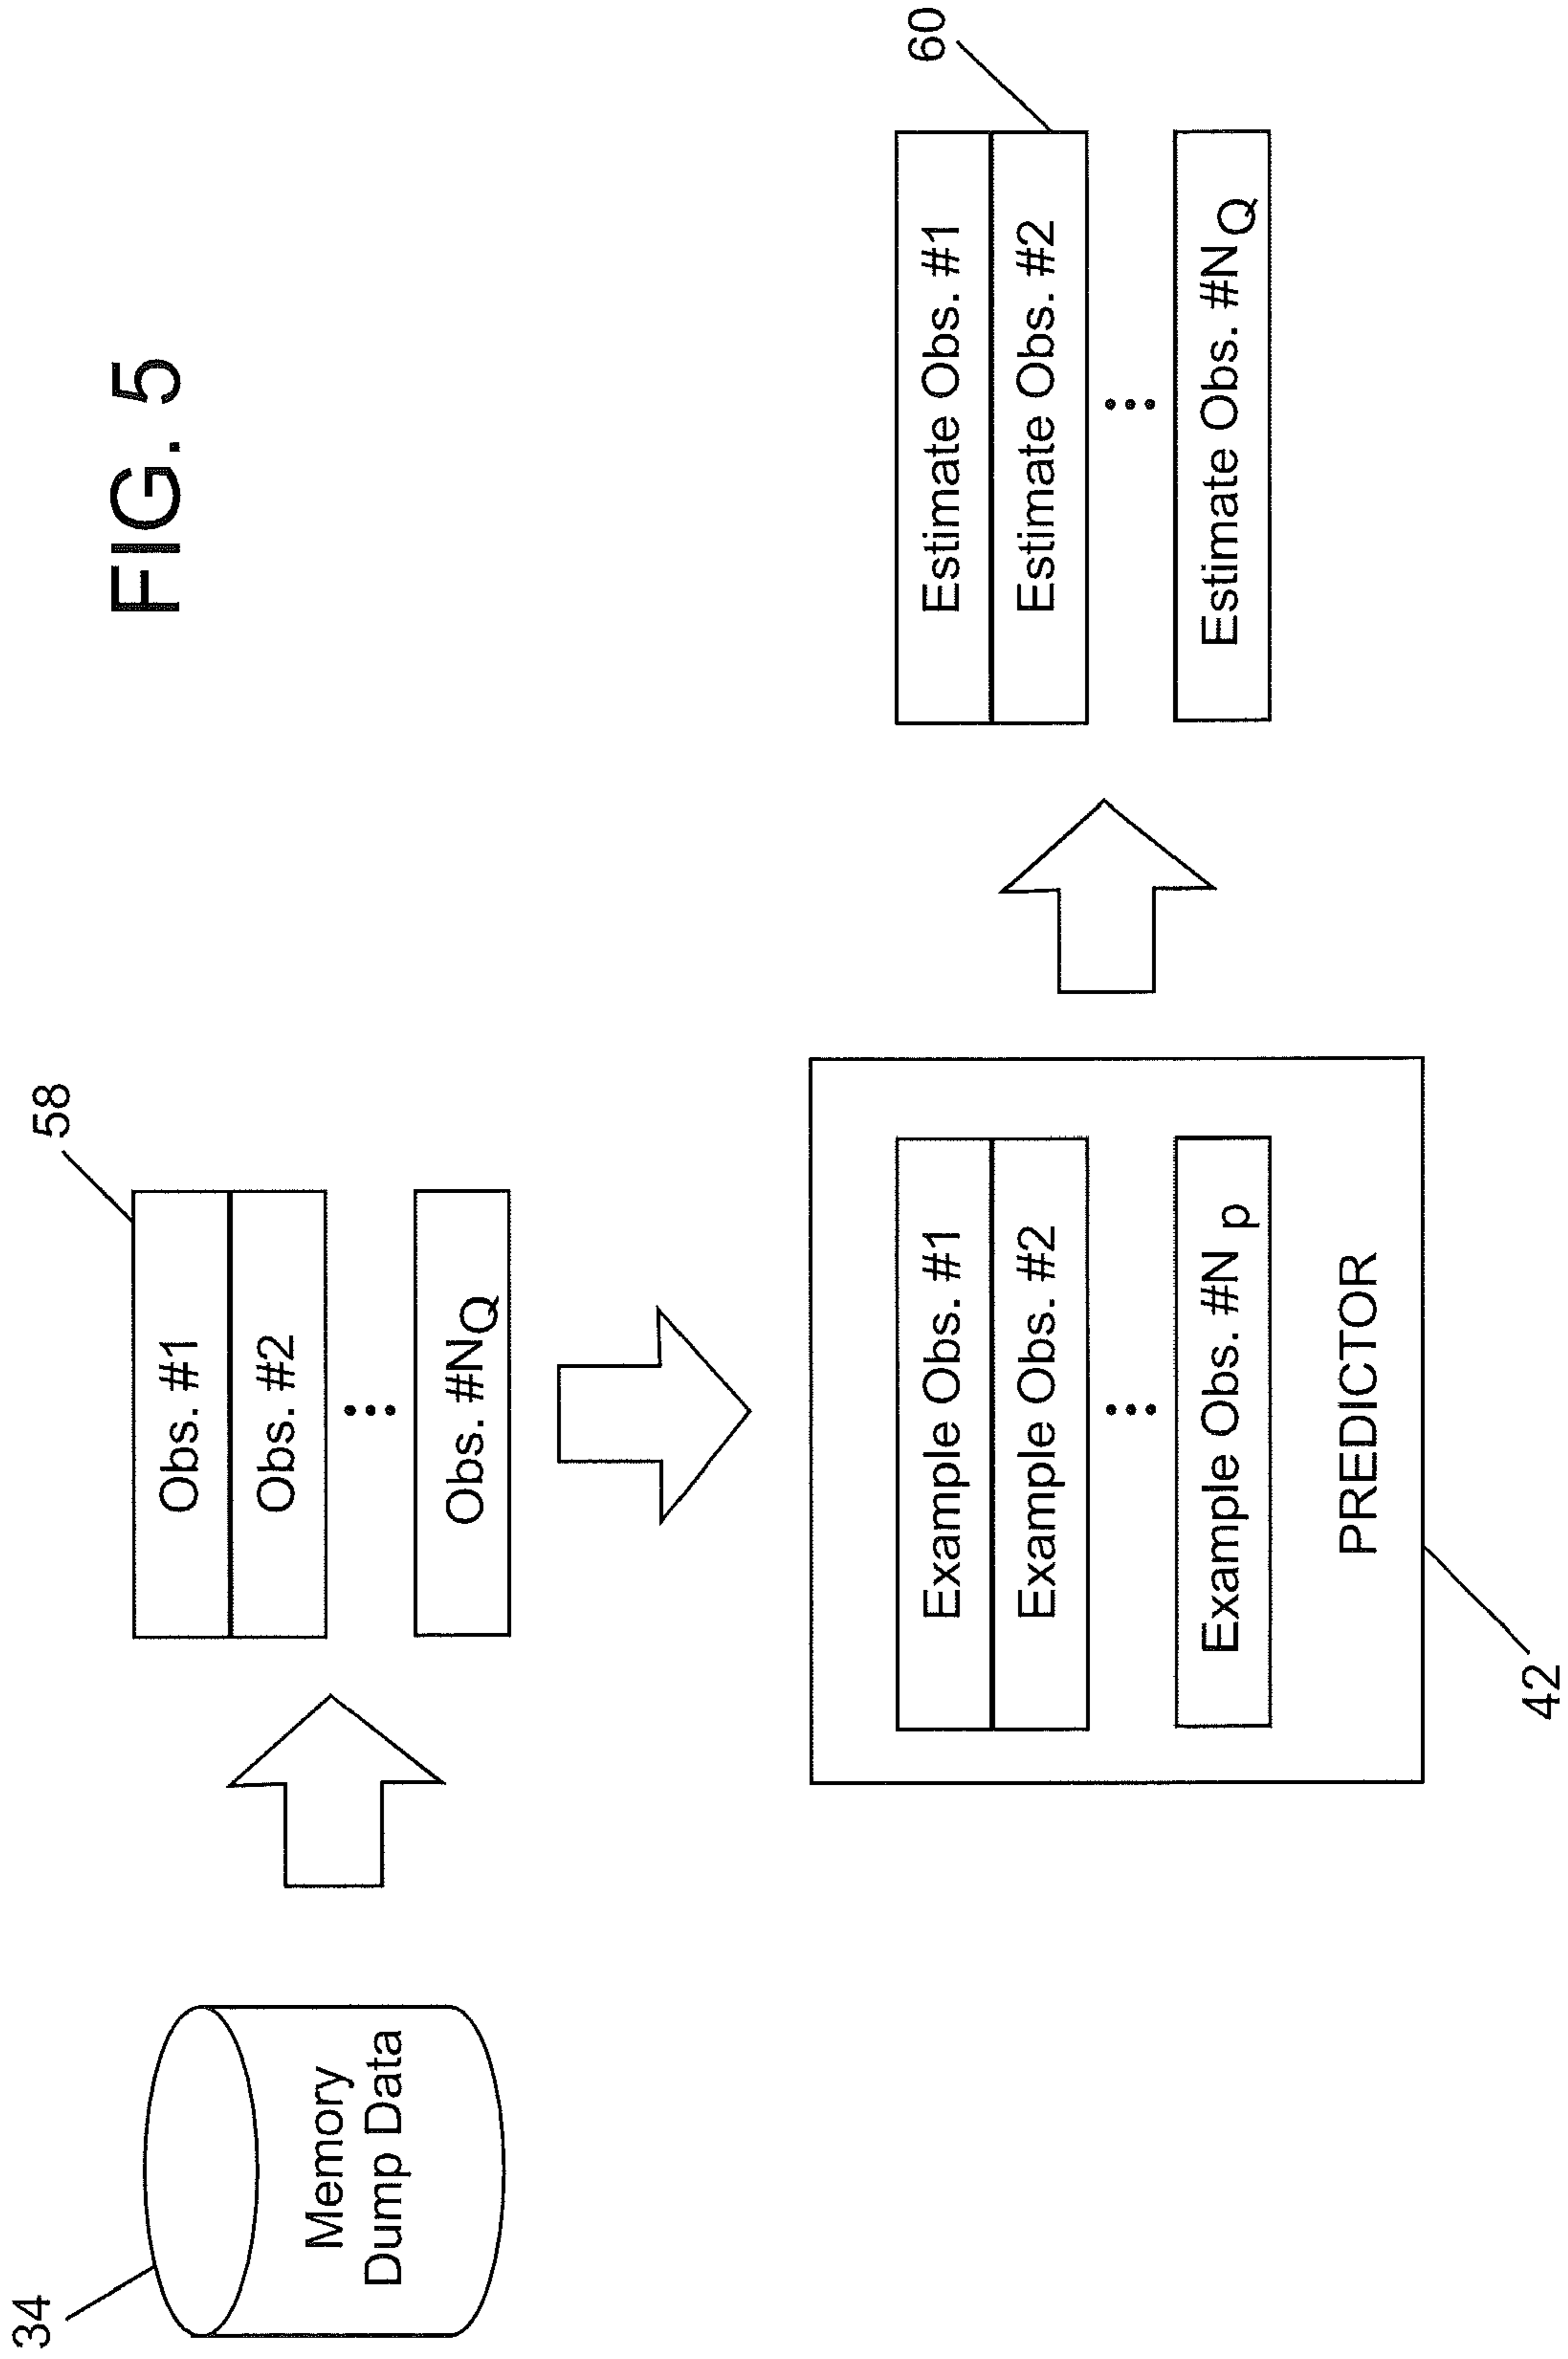 FIG. 5
34
Memory
Dump Data
58
Obs. #1
Obs. #2
Obs. #NQ
Example Obs. #1
Example Obs. #2
Example Obs. #N p
PREDICTOR
42
60
Estimate Obs. #1
Estimate Obs. #2
Estimate Obs. #NQ